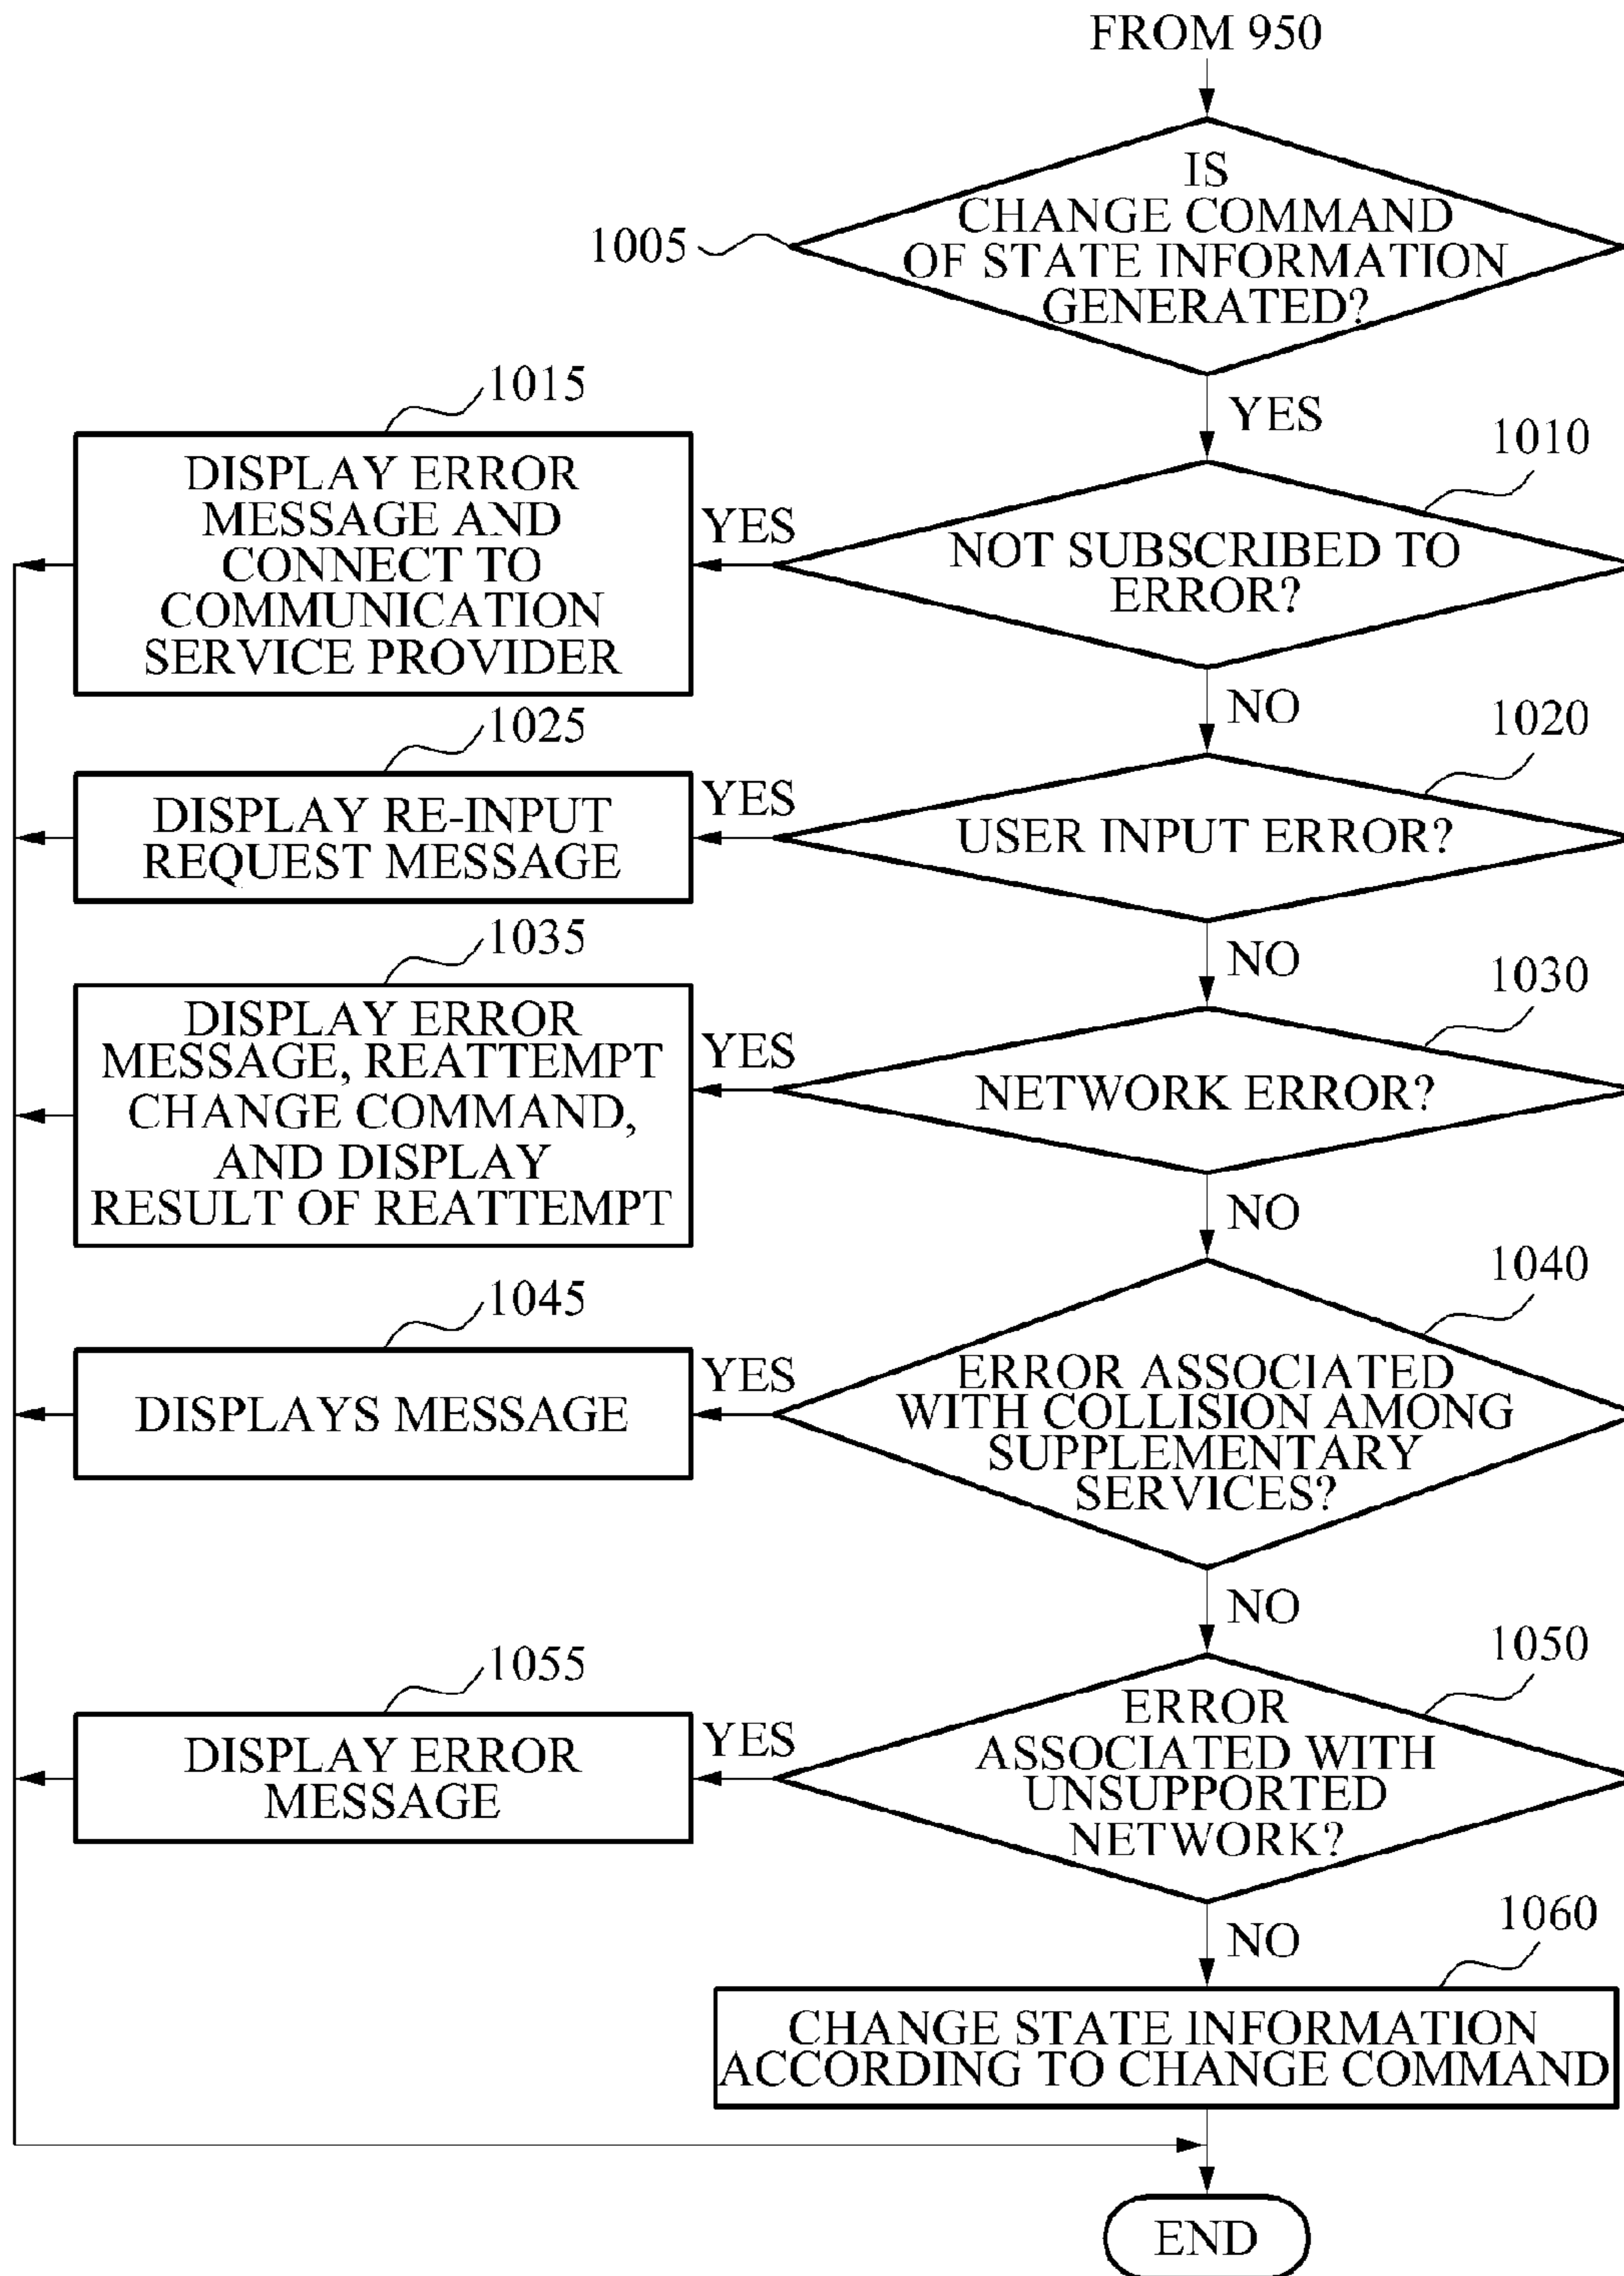 FROM 950
IS
CHANGE COMMAND
OF STATE INFORMATION
GENERATED?
1005
YES
1010
NOT SUBSCRIBED TO
ERROR?
YES
1015
DISPLAY ERROR
MESSAGE AND
CONNECT TO
COMMUNICATION
SERVICE PROVIDER
NO
1020
USER INPUT ERROR?
YES
1025
DISPLAY RE-INPUT
REQUEST MESSAGE
NO
1030
NETWORK ERROR?
YES
1035
DISPLAY ERROR
MESSAGE, REATTEMPT
CHANGE COMMAND,
AND DISPLAY
RESULT OF REATTEMPT
NO
1040
ERROR ASSOCIATED
WITH COLLISION AMONG
SUPPLEMENTARY
SERVICES?
YES
1045
DISPLAYS MESSAGE
NO
1050
ERROR
ASSOCIATED WITH
UNSUPPORTED
NETWORK?
YES
1055
DISPLAY ERROR
MESSAGE
NO
1060
CHANGE STATE INFORMATION
ACCORDING TO CHANGE COMMAND
END